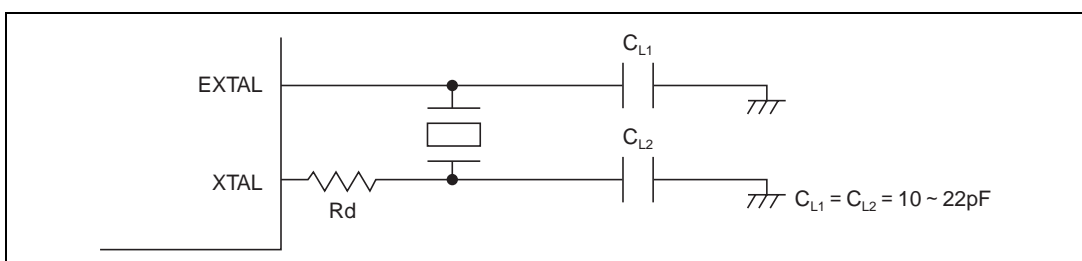 C_L1
EXTAL
C_L2
XTAL
Rd
C_L1 = C_L2 = 10 ~ 22pF